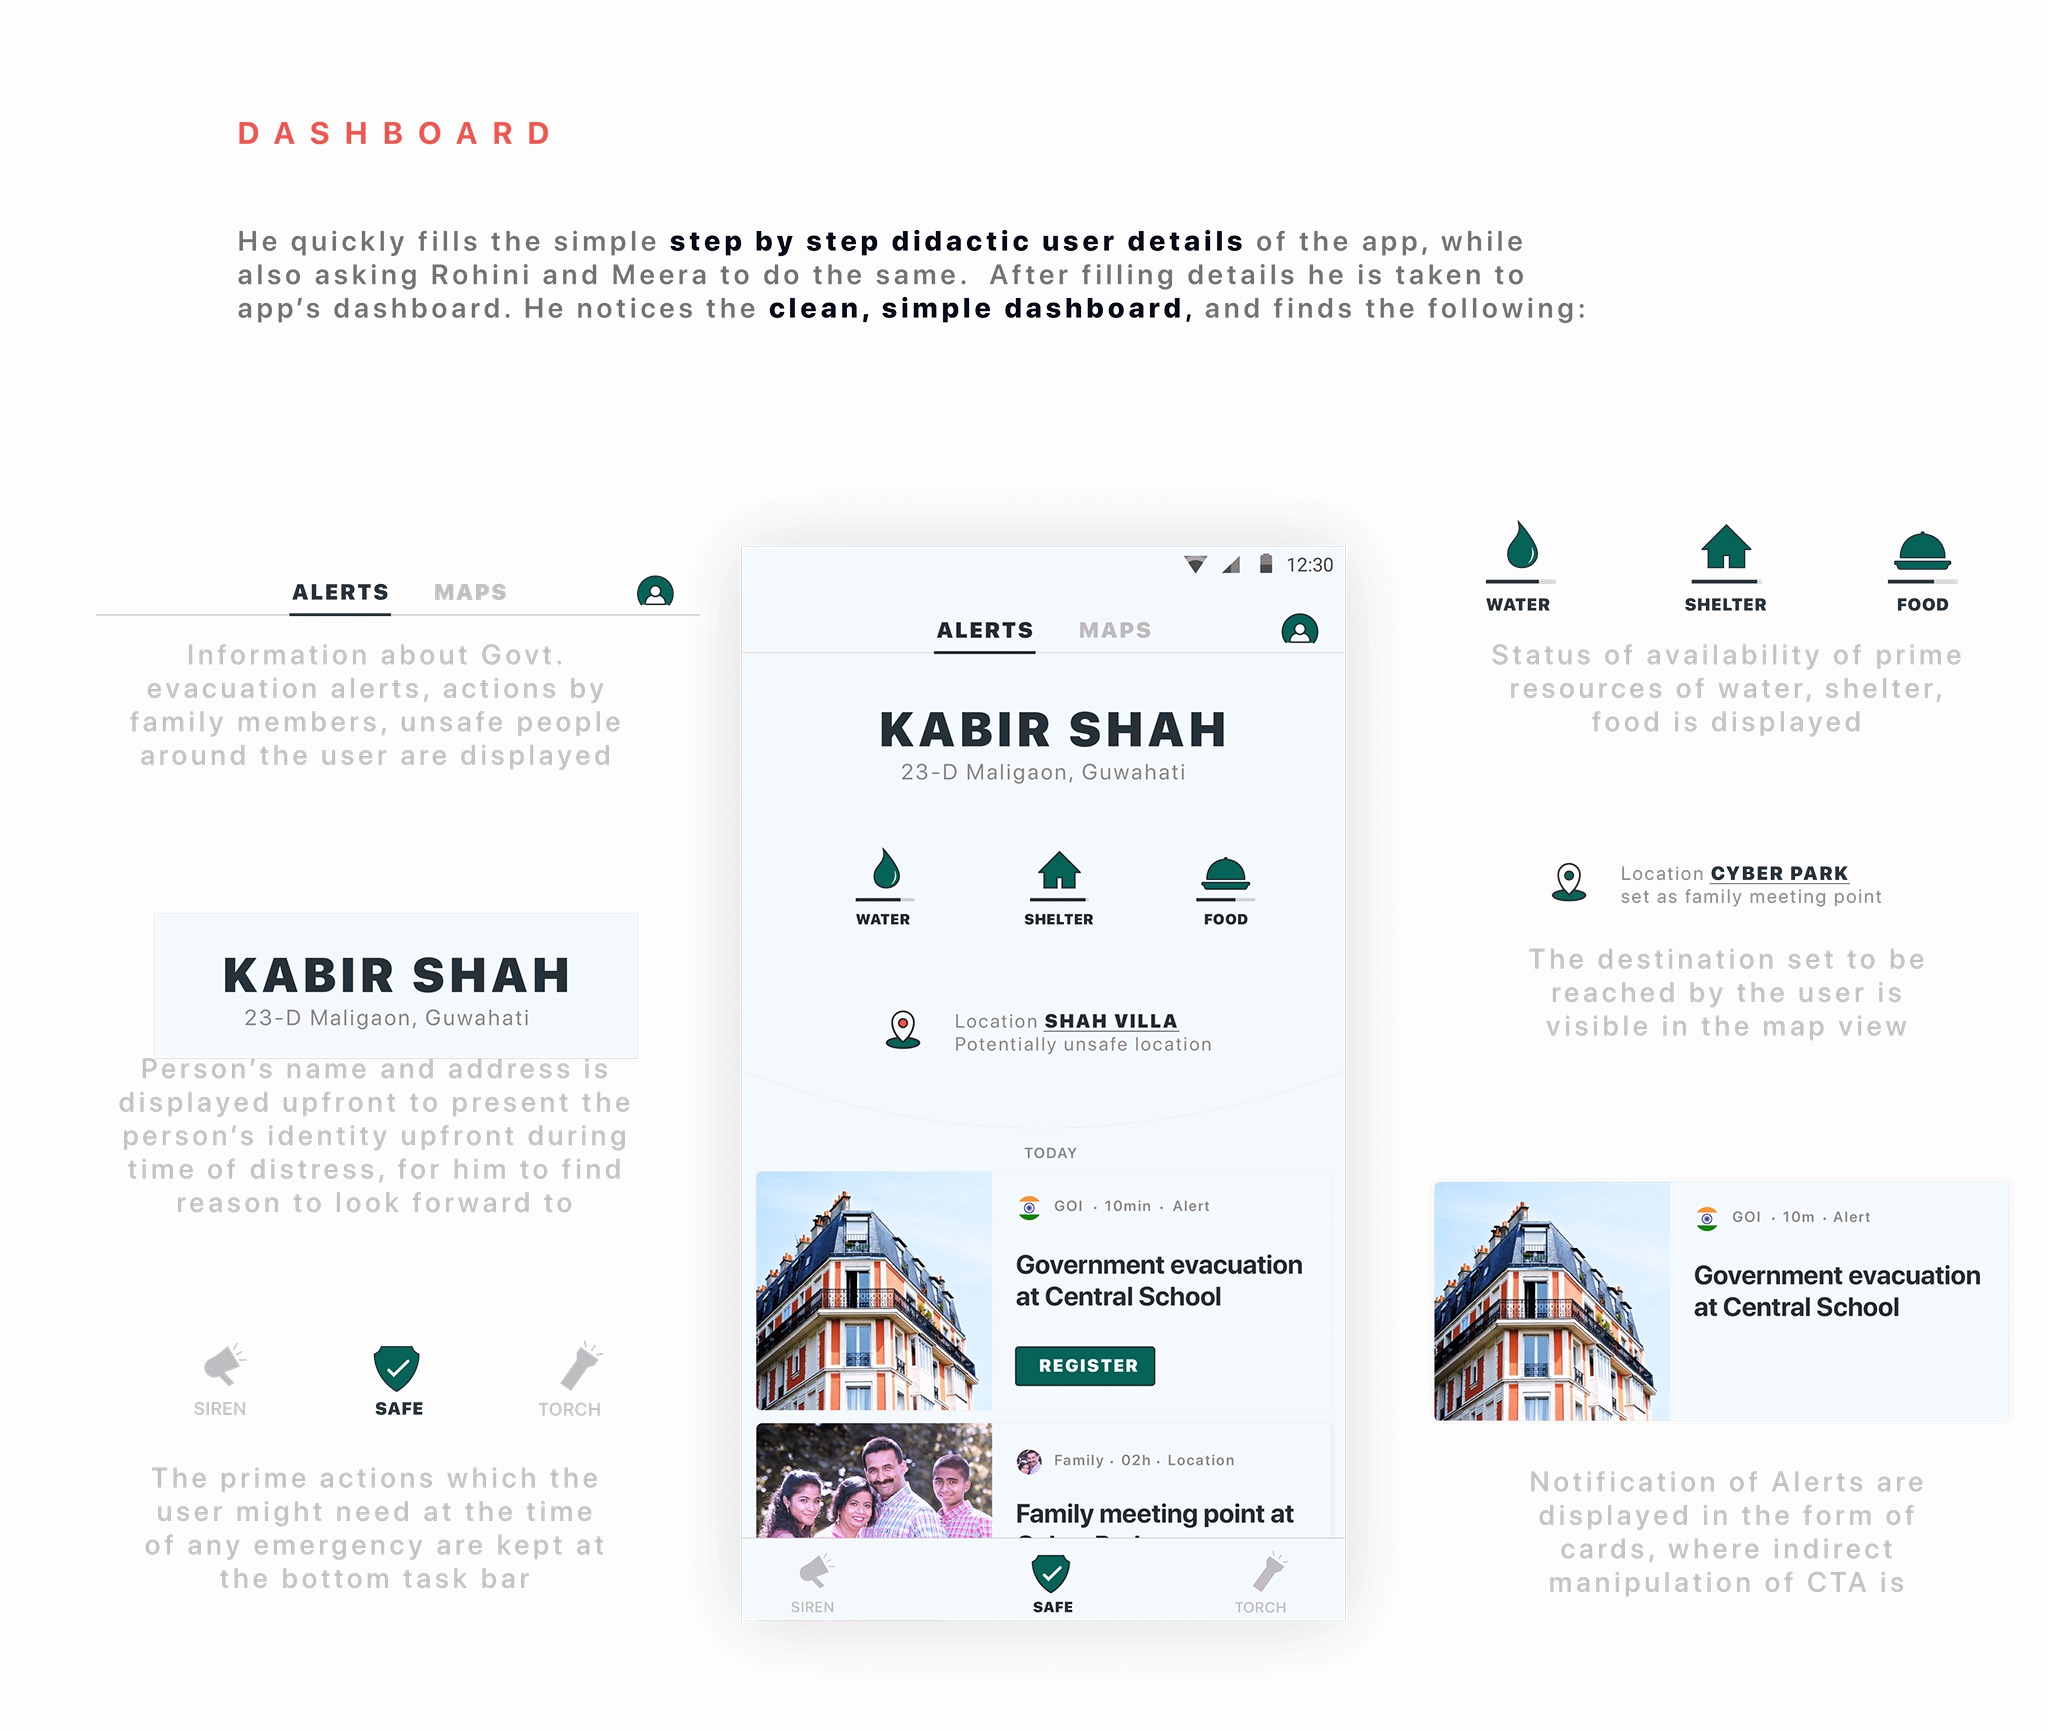 DASHBOARD
He quickly fills the simple step by step didactic user details of the app, while
also asking Rohini and Meera to do the same.  After filling details he is taken to
app’s dashboard. He notices the clean, simple dashboard, and finds the following:
ALERTS MAPS
Information about Govt.
evacuation alerts, actions by
family members, unsafe people
around the user are displayed
KABIR SHAH
23-D Maligaon, Guwahati
Person’s name and address is
displayed upfront to present the
person’s identity upfront during
time of distress, for him to find
reason to look forward to
SIREN SAFE TORCH
The prime actions which the
user might need at the time
of any emergency are kept at
the bottom task bar
12:30
ALERTS MAPS
KABIR SHAH
23-D Maligaon, Guwahati
WATER SHELTER FOOD
Location SHAH VILLA
Potentially unsafe location
TODAY
GOI · 10min · Alert
Government evacuation
at Central School
REGISTER
Family · 02h · Location
Family meeting point at
SIREN SAFE TORCH
WATER SHELTER FOOD
Status of availability of prime
resources of water, shelter,
food is displayed
Location CYBER PARK
set as family meeting point
The destination set to be
reached by the user is
visible in the map view
GOI · 10m · Alert
Government evacuation
at Central School
Notification of Alerts are
displayed in the form of
cards, where indirect
manipulation of CTA is